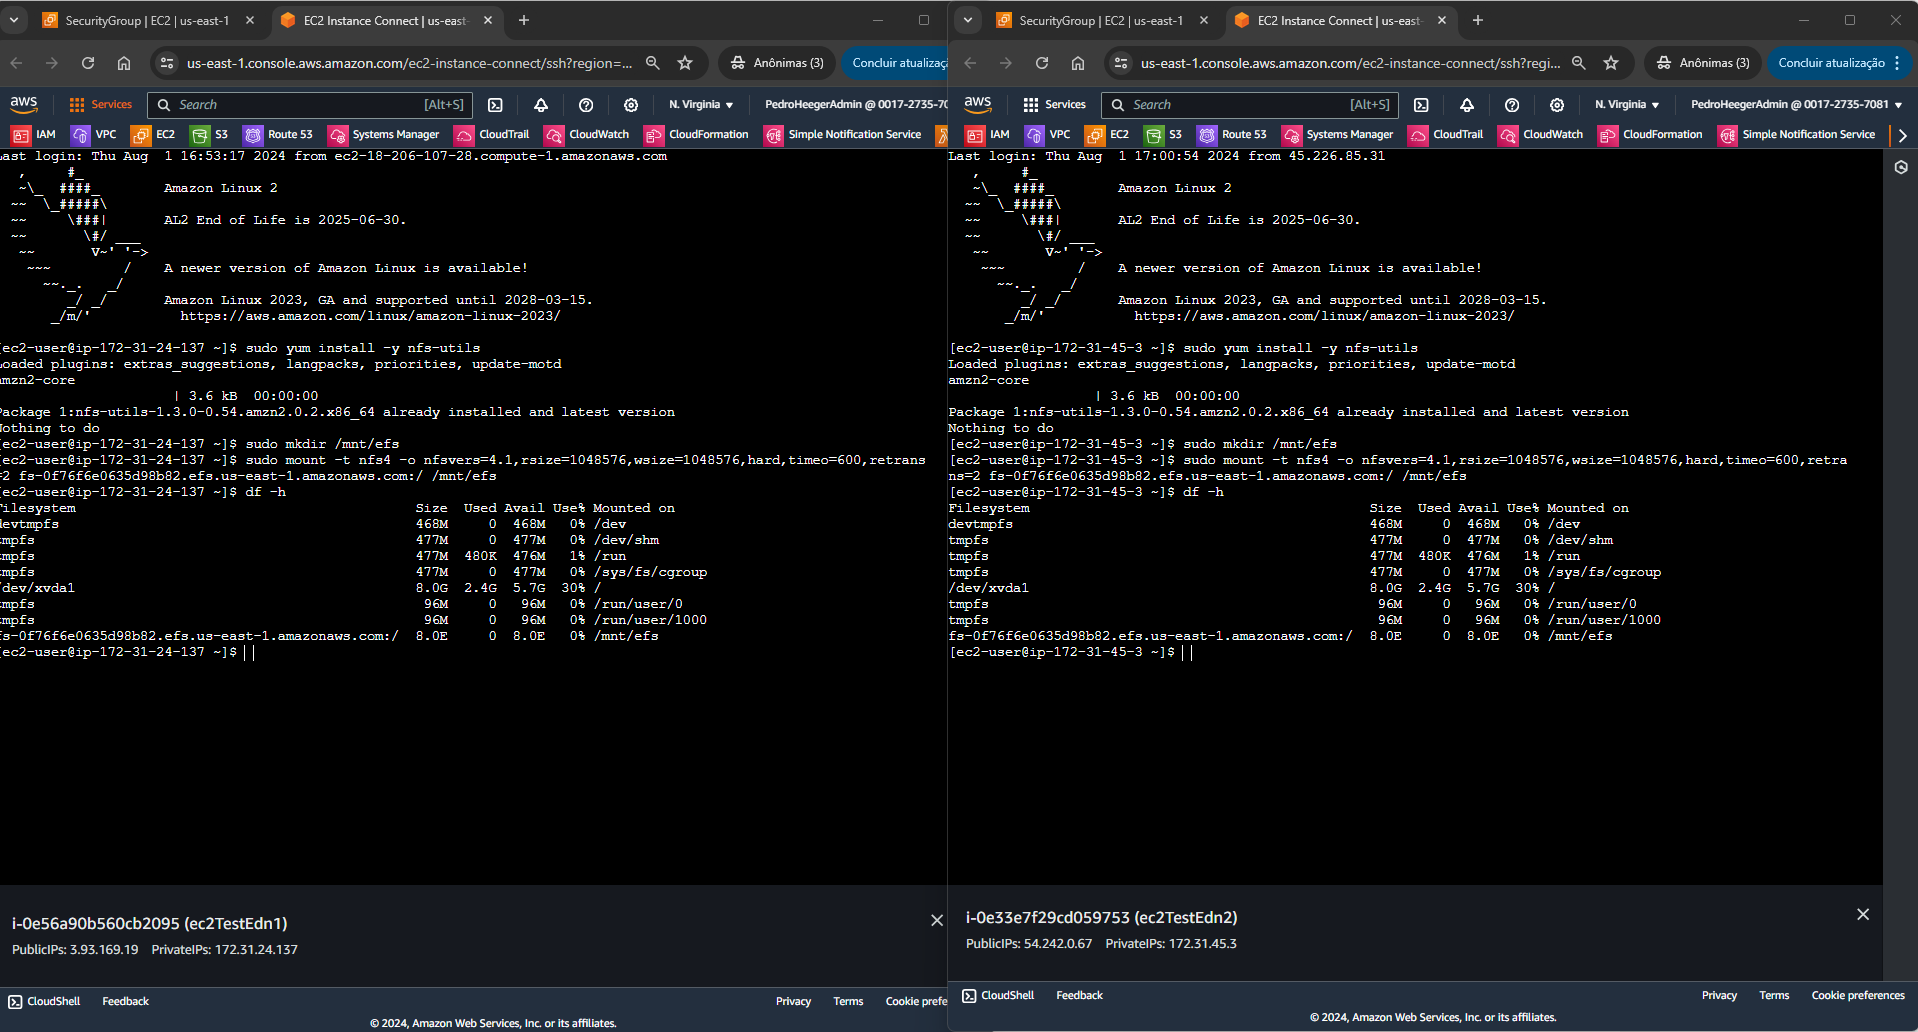 SecurityGroup | EC2 | us-east-1
EC2 Instance Connect | us-east-
us-east-1.console.aws.amazon.com/ec2-instance-connect/ssh?region=...
Anônimas (3)
Concluir atualizaçã
aws
Services
Search
[Alt+S]
N. Virginia ▼
PedroHeegerAdmin @ 0017-2735-70
IAM
VPC
EC2
S3
Route 53
Systems Manager
CloudTrail
CloudWatch
CloudFormation
Simple Notification Service
Last login: Thu Aug  1 16:53:17 2024 from ec2-18-206-107-28.compute-1.amazonaws.com
   ,     #_
   ~\_  ####_        Amazon Linux 2
  ~~  \_#####\
  ~~     \###|       AL2 End of Life is 2025-06-30.
  ~~       \#/ ___
   ~~       V~' '->
    ~~~         /    A newer version of Amazon Linux is available!
      ~~._.   _/
         _/ _/       Amazon Linux 2023, GA and supported until 2028-03-15.
       _/m/'           https://aws.amazon.com/linux/amazon-linux-2023/
[ec2-user@ip-172-31-24-137 ~]$ sudo yum install -y nfs-utils
Loaded plugins: extras_suggestions, langpacks, priorities, update-motd
amzn2-core
| 3.6 kB  00:00:00
Package 1:nfs-utils-1.3.0-0.54.amzn2.0.2.x86_64 already installed and latest version
Nothing to do
[ec2-user@ip-172-31-24-137 ~]$ sudo mkdir /mnt/efs
[ec2-user@ip-172-31-24-137 ~]$ sudo mount -t nfs4 -o nfsvers=4.1,rsize=1048576,wsize=1048576,hard,timeo=600,retrans
=2 fs-0f76f6e0635d98b82.efs.us-east-1.amazonaws.com:/ /mnt/efs
[ec2-user@ip-172-31-24-137 ~]$ df -h
Filesystem Size Used Avail Use% Mounted on
devtmpfs 468M 0 468M 0% /dev
tmpfs 477M 0 477M 0% /dev/shm
tmpfs 477M 480K 476M 1% /run
tmpfs 477M 0 477M 0% /sys/fs/cgroup
/dev/xvda1 8.0G 2.4G 5.7G 30% /
tmpfs 96M 0 96M 0% /run/user/0
tmpfs 96M 0 96M 0% /run/user/1000
fs-0f76f6e0635d98b82.efs.us-east-1.amazonaws.com:/ 8.0E 0 8.0E 0% /mnt/efs
[ec2-user@ip-172-31-24-137 ~]$
i-0e56a90b560cb2095 (ec2TestEdn1)
PublicIPs: 3.93.169.19 PrivateIPs: 172.31.24.137
CloudShell
Feedback
Privacy
Terms
Cookie prefe
© 2024, Amazon Web Services, Inc. or its affiliates.
SecurityGroup | EC2 | us-east-1
EC2 Instance Connect | us-east-
us-east-1.console.aws.amazon.com/ec2-instance-connect/ssh?regi...
Anônimas (3)
Concluir atualização
aws
Services
Search
[Alt+S]
N. Virginia ▼
PedroHeegerAdmin @ 0017-2735-7081 ▼
IAM
VPC
EC2
S3
Route 53
Systems Manager
CloudTrail
CloudWatch
CloudFormation
Simple Notification Service
Last login: Thu Aug  1 17:00:54 2024 from 45.226.85.31
   ,     #_
   ~\_  ####_        Amazon Linux 2
  ~~  \_#####\
  ~~     \###|       AL2 End of Life is 2025-06-30.
  ~~       \#/ ___
   ~~       V~' '->
    ~~~         /    A newer version of Amazon Linux is available!
      ~~._.   _/
         _/ _/       Amazon Linux 2023, GA and supported until 2028-03-15.
       _/m/'           https://aws.amazon.com/linux/amazon-linux-2023/
[ec2-user@ip-172-31-45-3 ~]$ sudo yum install -y nfs-utils
Loaded plugins: extras_suggestions, langpacks, priorities, update-motd
amzn2-core
| 3.6 kB  00:00:00
Package 1:nfs-utils-1.3.0-0.54.amzn2.0.2.x86_64 already installed and latest version
Nothing to do
[ec2-user@ip-172-31-45-3 ~]$ sudo mkdir /mnt/efs
[ec2-user@ip-172-31-45-3 ~]$ sudo mount -t nfs4 -o nfsvers=4.1,rsize=1048576,wsize=1048576,hard,timeo=600,retra
ns=2 fs-0f76f6e0635d98b82.efs.us-east-1.amazonaws.com:/ /mnt/efs
[ec2-user@ip-172-31-45-3 ~]$ df -h
Filesystem Size Used Avail Use% Mounted on
devtmpfs 468M 0 468M 0% /dev
tmpfs 477M 0 477M 0% /dev/shm
tmpfs 477M 480K 476M 1% /run
tmpfs 477M 0 477M 0% /sys/fs/cgroup
/dev/xvda1 8.0G 2.4G 5.7G 30% /
tmpfs 96M 0 96M 0% /run/user/0
tmpfs 96M 0 96M 0% /run/user/1000
fs-0f76f6e0635d98b82.efs.us-east-1.amazonaws.com:/ 8.0E 0 8.0E 0% /mnt/efs
[ec2-user@ip-172-31-45-3 ~]$
i-0e33e7f29cd059753 (ec2TestEdn2)
PublicIPs: 54.242.0.67 PrivateIPs: 172.31.45.3
CloudShell
Feedback
Privacy
Terms
Cookie preferences
© 2024, Amazon Web Services, Inc. or its affiliates.